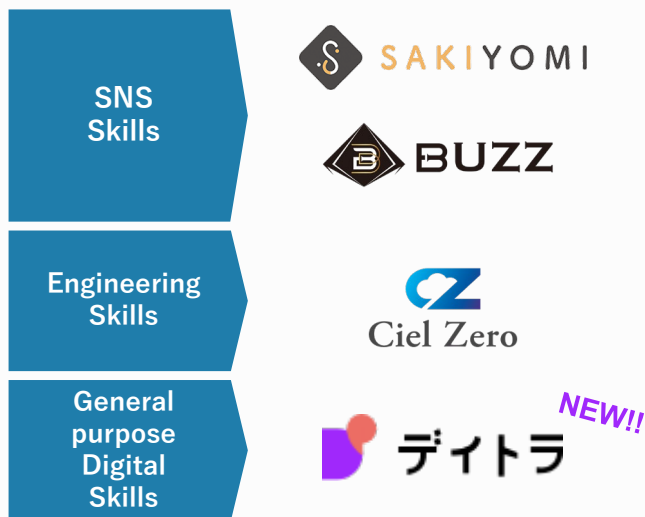 SNS
Skills
SAKIYOMI
BUZZ
Engineering
Skills
Ciel Zero
General
purpose
Digital
Skills
デイトラ
NEW!!